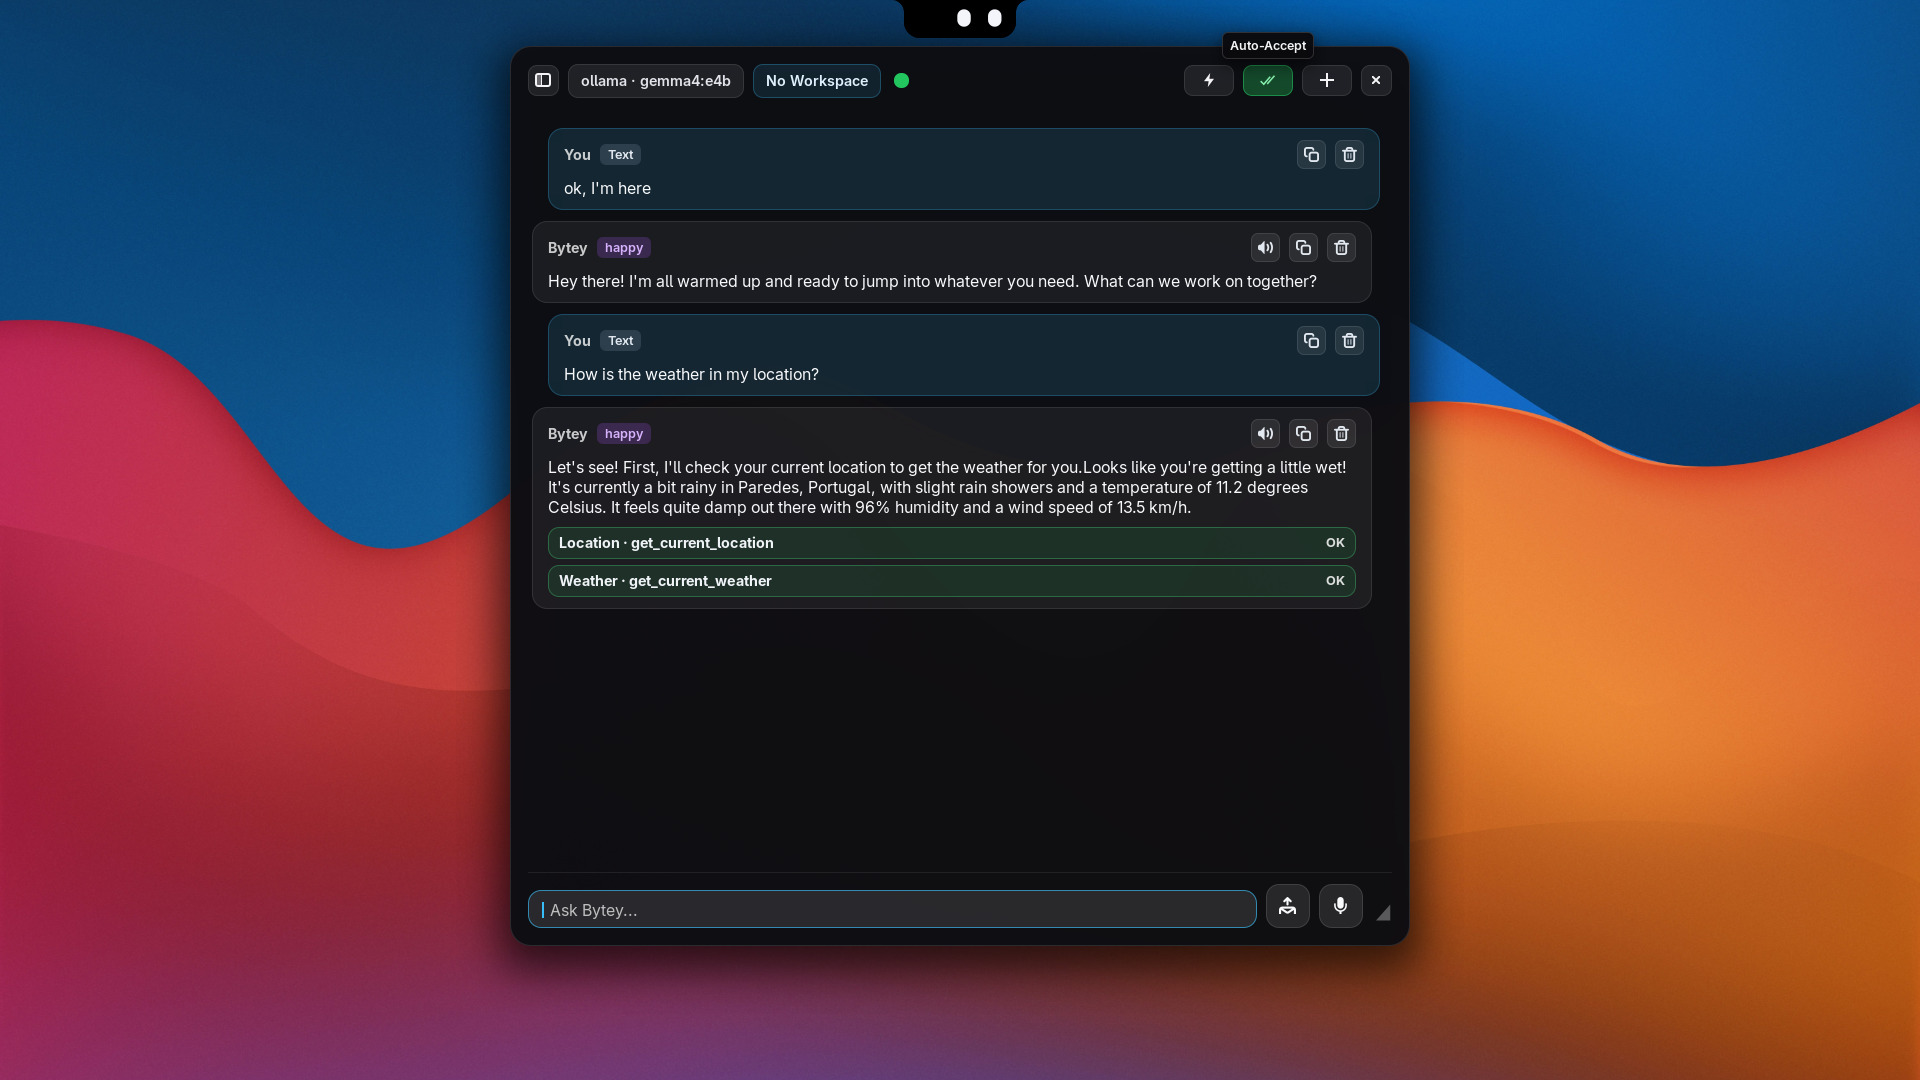 Auto-Accept
ollama · gemma4:e4b
No Workspace
You Text
ok, I'm here
Bytey happy
Hey there! I'm all warmed up and ready to jump into whatever you need. What can we work on together?
You Text
How is the weather in my location?
Bytey happy
Let's see! First, I'll check your current location to get the weather for you.Looks like you're getting a little wet!
It's currently a bit rainy in Paredes, Portugal, with slight rain showers and a temperature of 11.2 degrees
Celsius. It feels quite damp out there with 96% humidity and a wind speed of 13.5 km/h.
Location · get_current_location OK
Weather · get_current_weather OK
Ask Bytey...